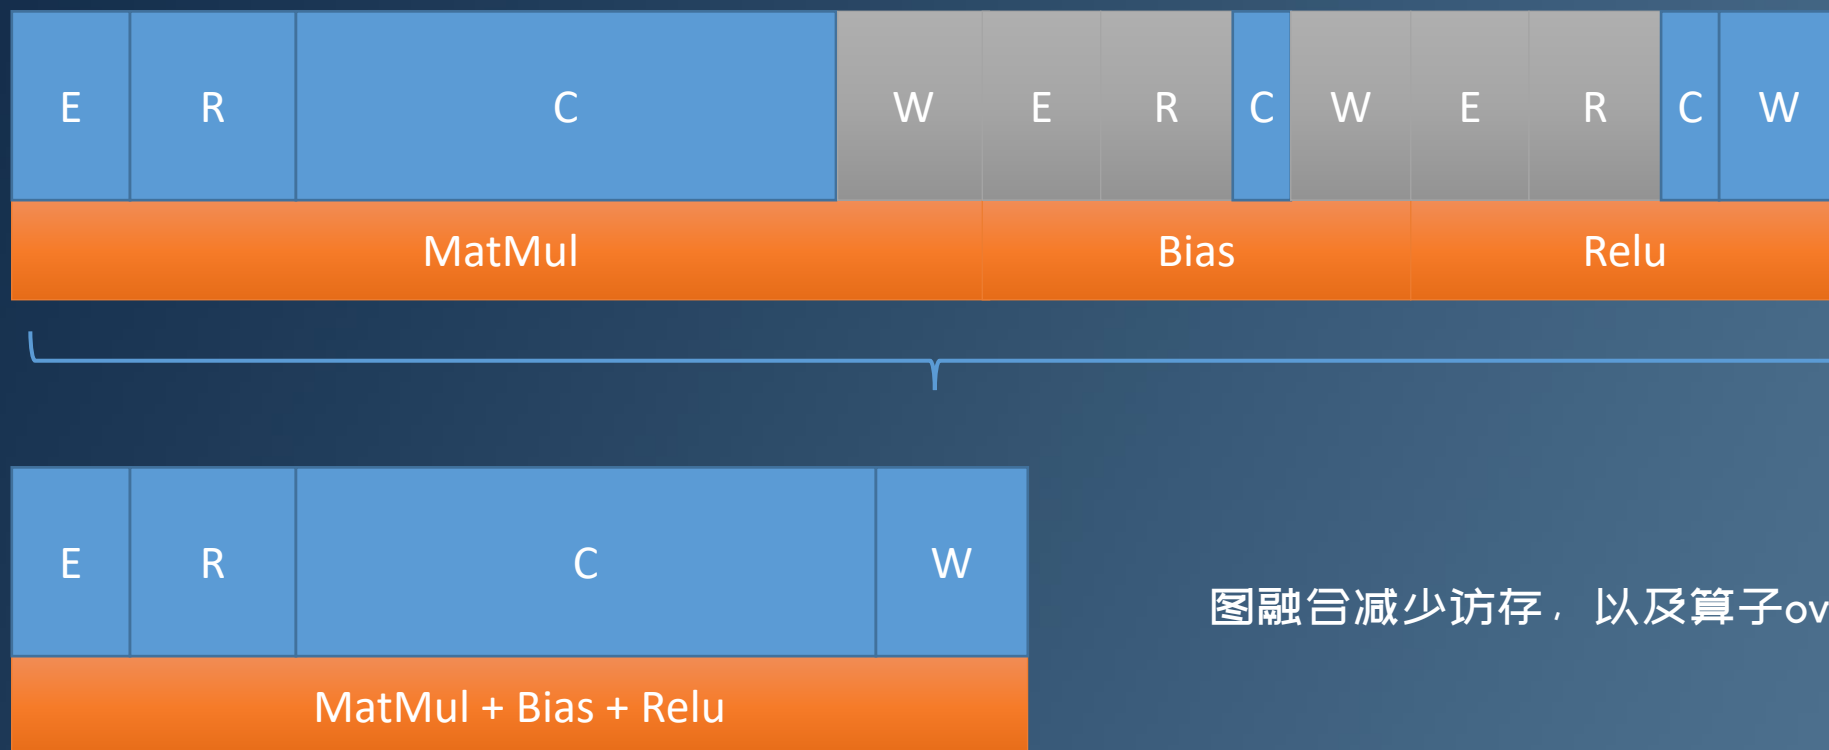 E R C W E R C W E R C W
MatMul Bias Relu
E R C W
图融合减少访存，以及算子ov
MatMul + Bias + Relu